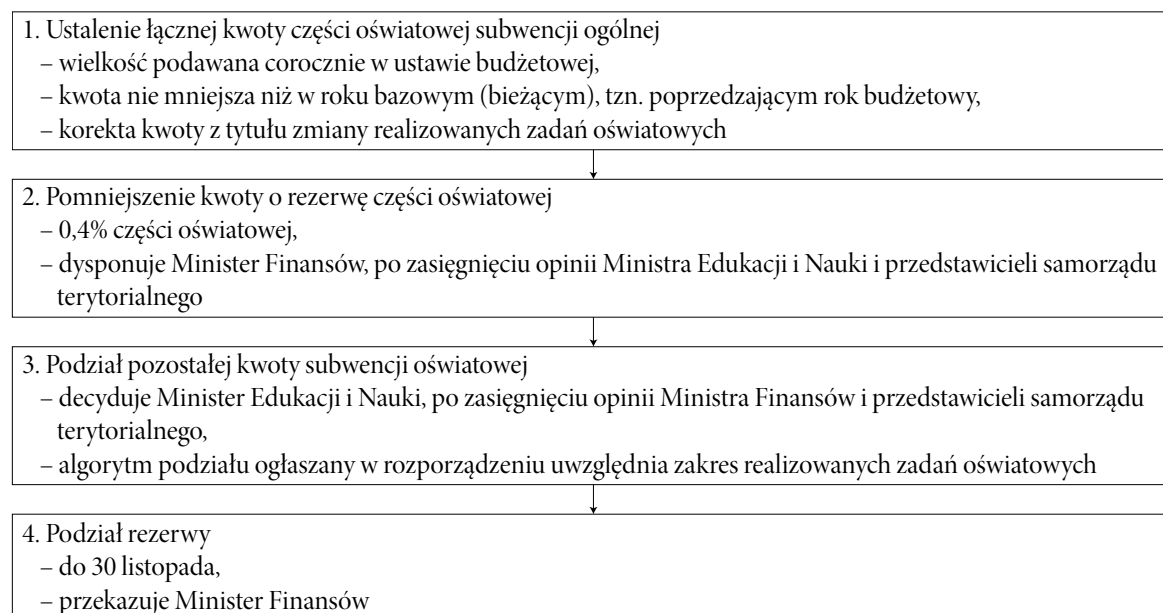 1. Ustalenie łącznej kwoty części oświatowej subwencji ogólnej
– wielkość podawana corocznie w ustawie budżetowej,
– kwota nie mniejsza niż w roku bazowym (bieżącym), tzn. poprzedzającym rok budżetowy,
– korekta kwoty z tytułu zmiany realizowanych zadań oświatowych
2. Pomniejszenie kwoty o rezerwę części oświatowej
– 0,4% części oświatowej,
– dysponuje Minister Finansów, po zasięgnięciu opinii Ministra Edukacji i Nauki i przedstawicieli samorządu
terytorialnego
3. Podział pozostałej kwoty subwencji oświatowej
– decyduje Minister Edukacji i Nauki, po zasięgnięciu opinii Ministra Finansów i przedstawicieli samorządu
terytorialnego,
– algorytm podziału ogłaszany w rozporządzeniu uwzględnia zakres realizowanych zadań oświatowych
4. Podział rezerwy
– do 30 listopada,
– przekazuje Minister Finansów